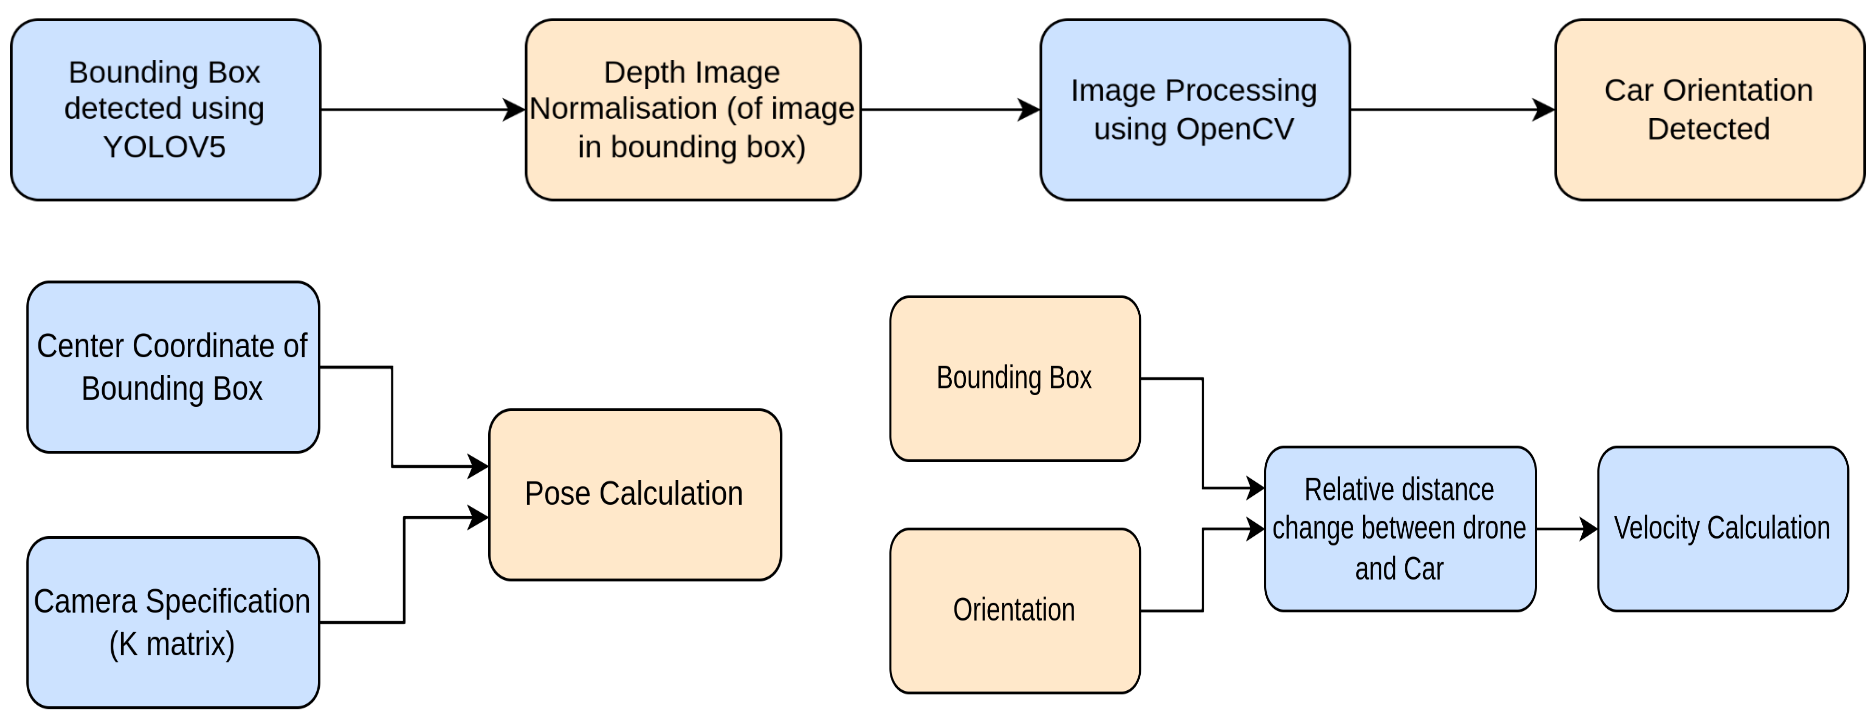 Bounding Box
detected using
YOLOV5
Depth Image
Normalisation (of image
in bounding box)
Image Processing
using OpenCV
Car Orientation
Detected
Center Coordinate of
Bounding Box
Camera Specification
(K matrix)
Pose Calculation
Bounding Box
Orientation
Relative distance
change between drone
and Car
Velocity Calculation